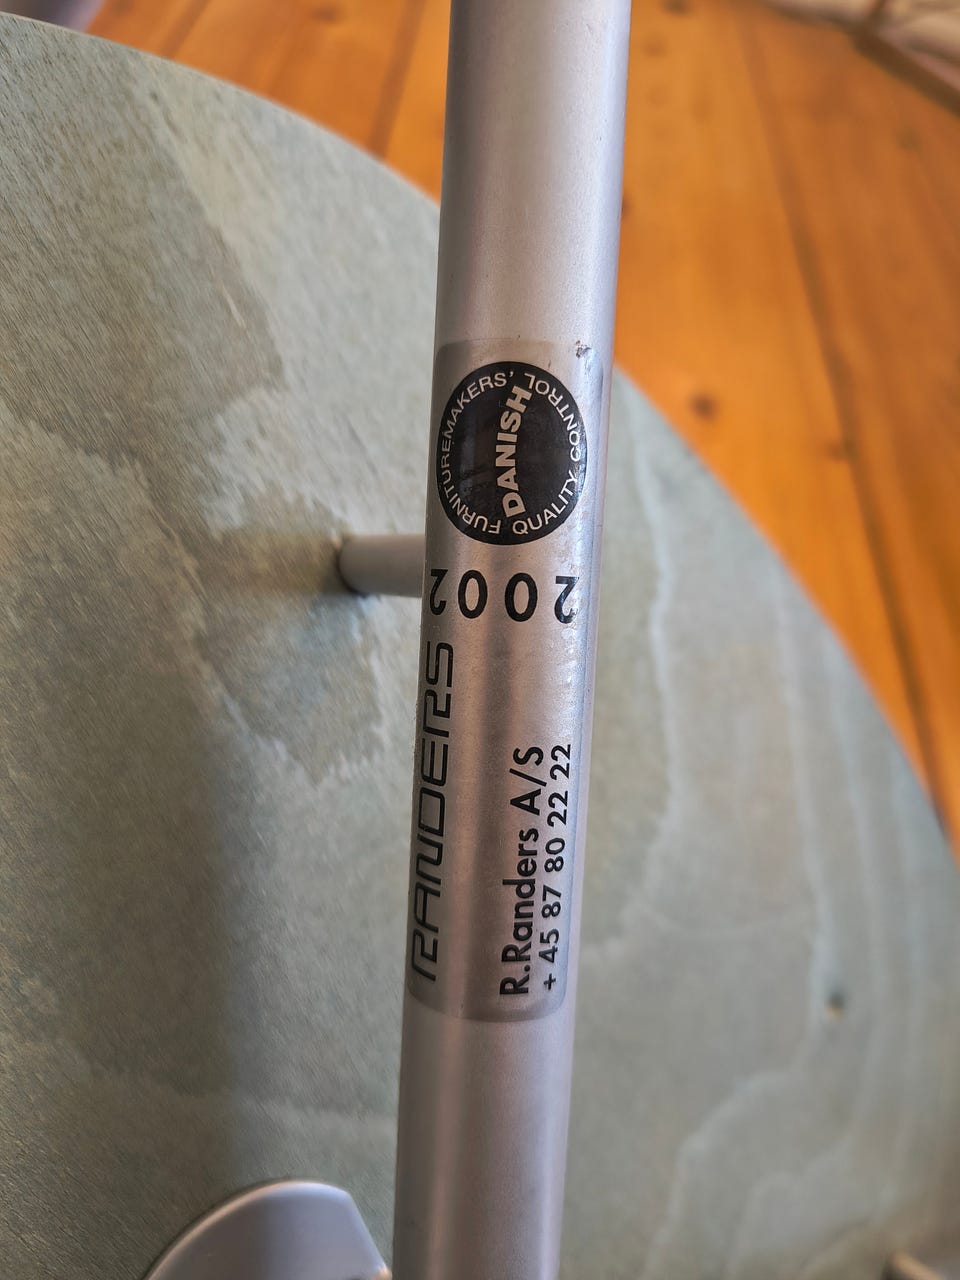 DANISH
FURNITUREMAKERS' QUALITY CONTROL
2002
RANDERS
R.Randers A/S
+ 45 87 80 22 22